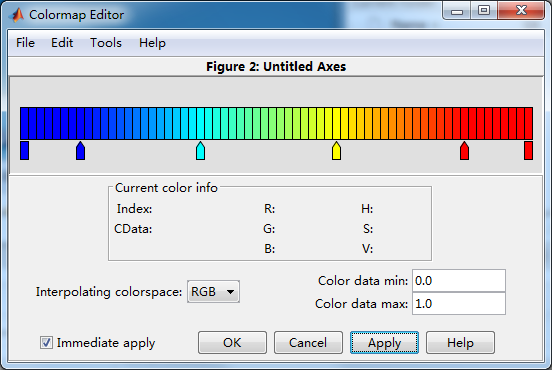 Colormap Editor
File Edit Tools Help
Figure 2: Untitled Axes
Current color info
Index: R: H:
CData: G: S:
B: V:
Interpolating colorspace: RGB
Color data min: 0.0
Color data max: 1.0
Immediate apply OK Cancel Apply Help